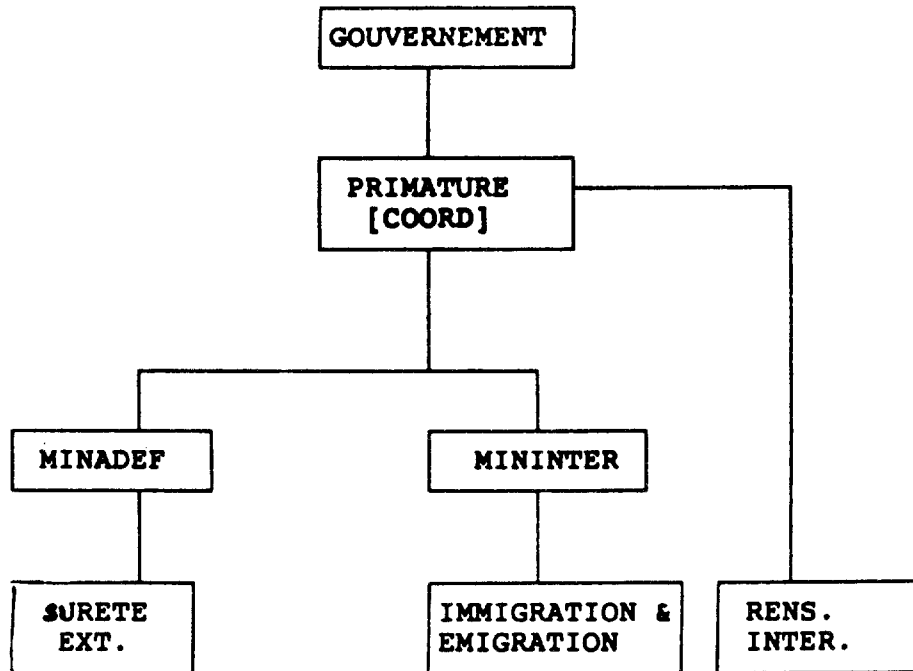 GOUVERNEMENT
PRIMATURE
[COORD]
MINADEF
MININTER
SURETE
EXT.
IMMIGRATION &
EMIGRATION
RENS.
INTER.